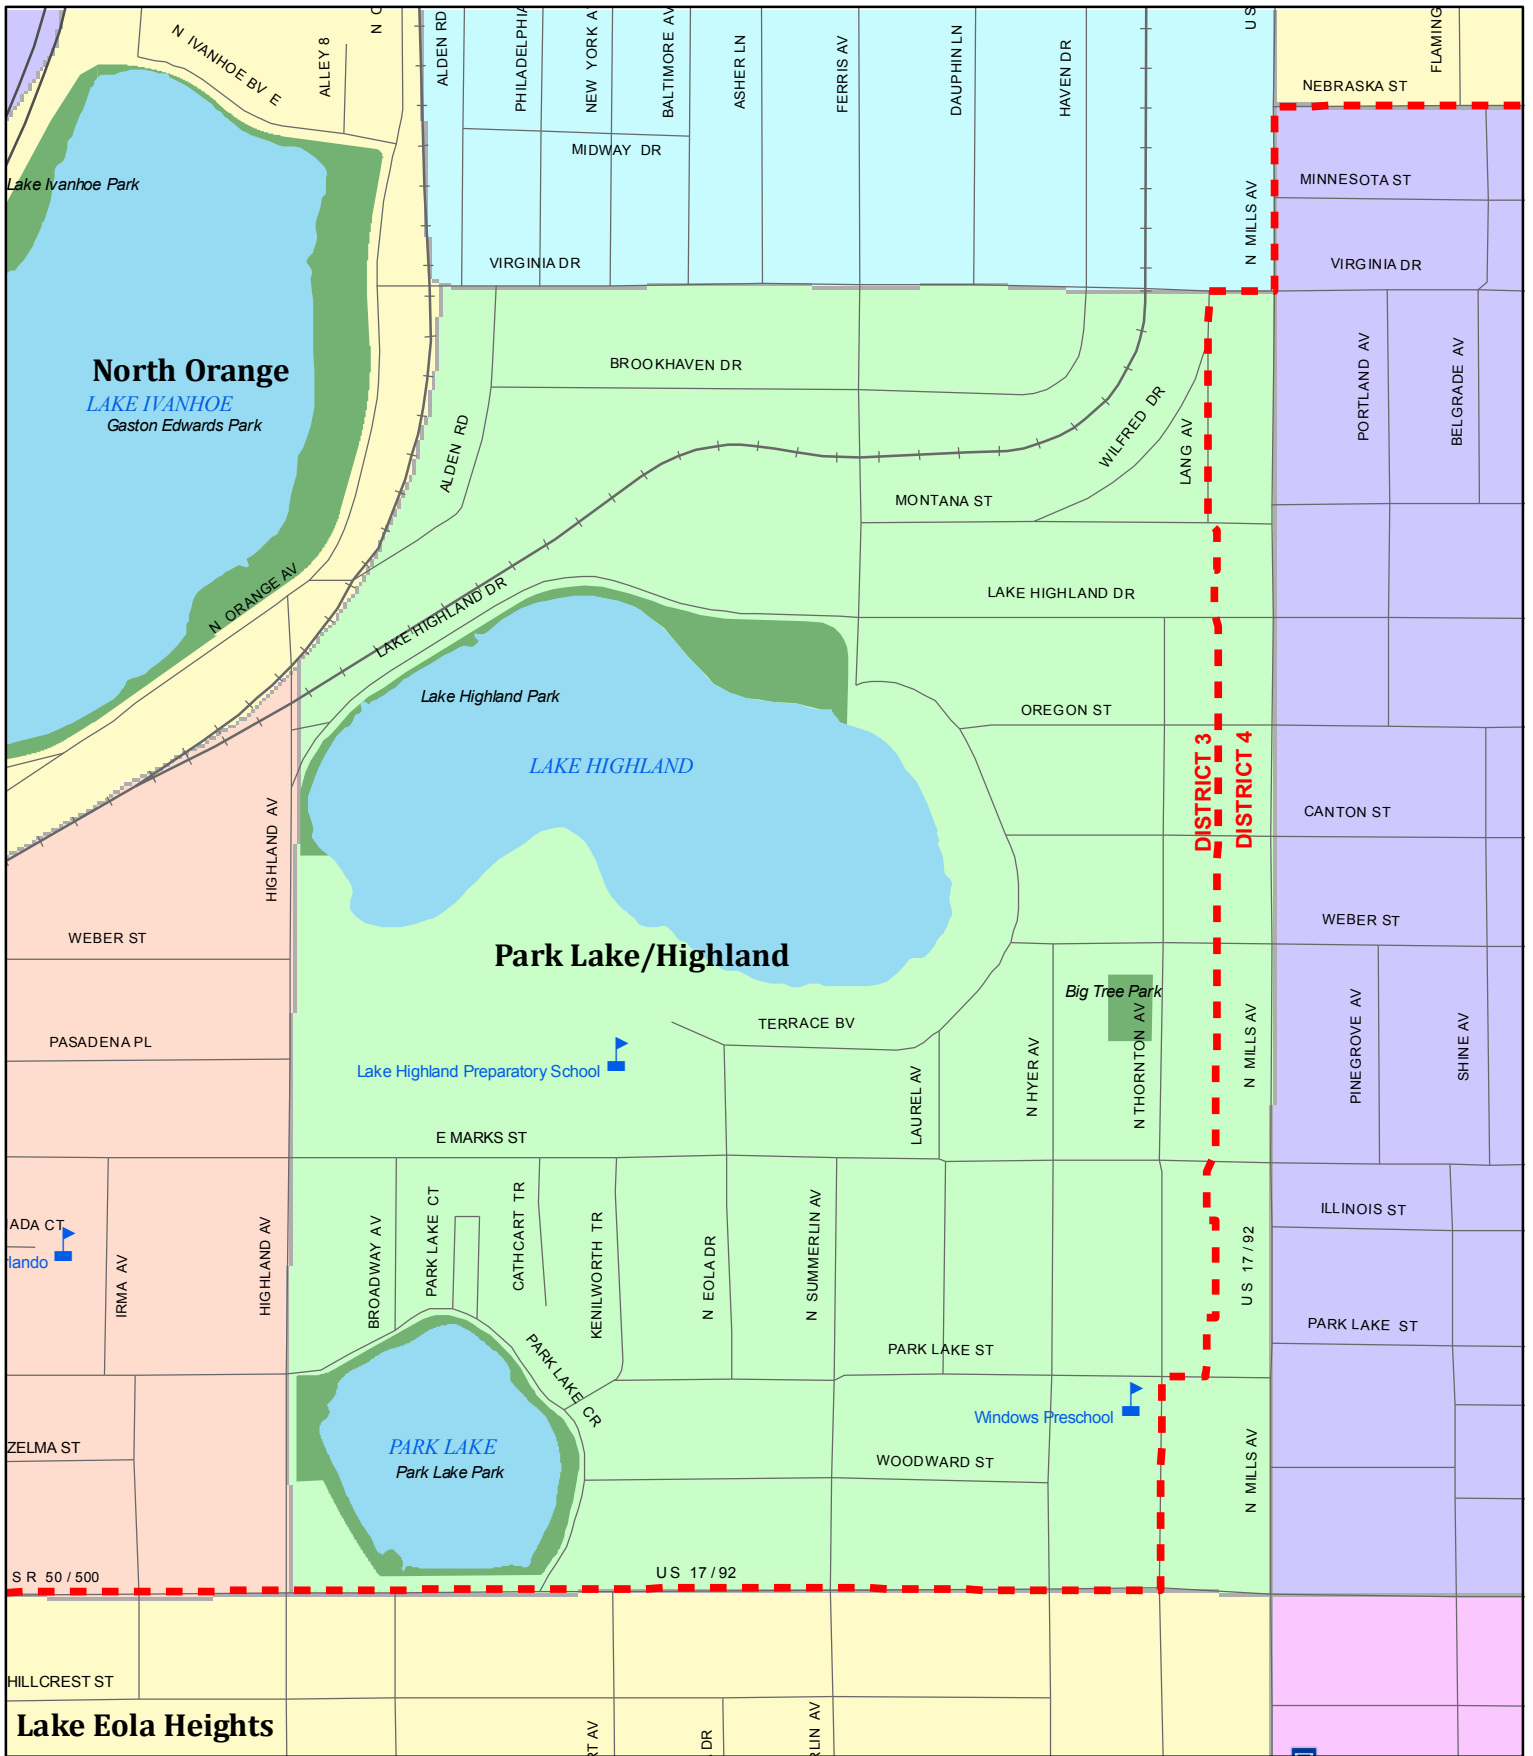 N IVANHOE BV E
ALLEY 8
ALDEN RD
PHILADELPHIA
NEW YORK A
BALTIMORE AV
ASHER LN
FERRIS AV
DAUPHIN LN
HAVEN DR
U S
FLAMING
NEBRASKA ST
MIDWAY DR
Lake Ivanhoe Park
MINNESOTA ST
N MILLS AV
VIRGINIA DR
VIRGINIA DR
North Orange
LAKE IVANHOE
Gaston Edwards Park
BROOKHAVEN DR
ALDEN RD
WILFRED DR
LANG AV
PORTLAND AV
BELGRADE AV
MONTANA ST
N ORANGE AV
LAKE HIGHLAND DR
LAKE HIGHLAND DR
Lake Highland Park
OREGON ST
LAKE HIGHLAND
DISTRICT 3
DISTRICT 4
CANTON ST
HIGHLAND AV
WEBER ST
WEBER ST
Park Lake/Highland
Big Tree Park
TERRACE BV
PASADENA PL
Lake Highland Preparatory School
LAUREL AV
N HYER AV
N THORNTON AV
N MILLS AV
PINEGROVE AV
SHINE AV
E MARKS ST
ADA CT
lando
IRMA AV
HIGHLAND AV
BROADWAY AV
PARK LAKE CT
CATHCART TR
KENILWORTH TR
N EOLA DR
N SUMMERLIN AV
US 17 / 92
ILLINOIS ST
PARK LAKE ST
PARK LAKE ST
PARK LAKE CR
Windows Preschool
ZELMA ST
PARK LAKE
Park Lake Park
WOODWARD ST
N MILLS AV
S R 50 / 500
US 17 / 92
HILLCREST ST
Lake Eola Heights
RT AV
DR
RLIN AV